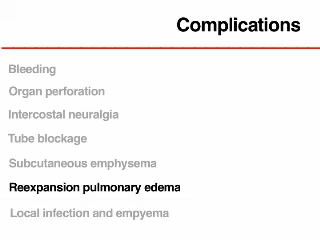 Complications
Bleeding
Organ perforation
Intercostal neuralgia
Tube blockage
Subcutaneous emphysema
Reexpansion pulmonary edema
Local infection and empyema